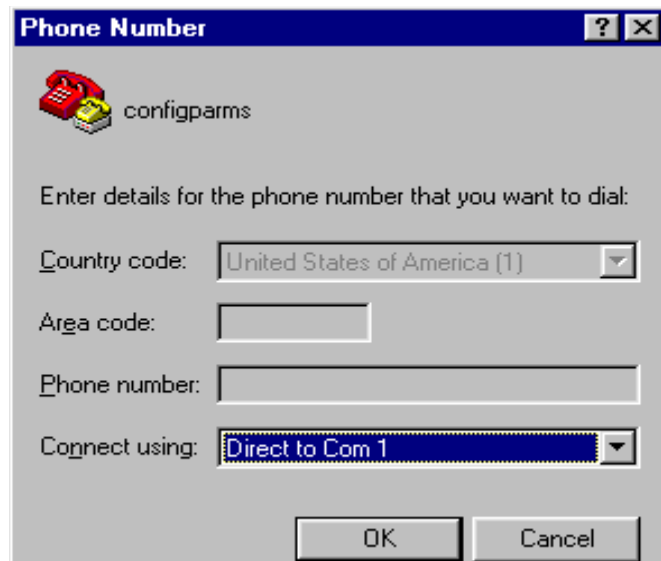 Phone Number
configparms
Enter details for the phone number that you want to dial:
Country code: United States of America (1)
Area code:
Phone number:
Connect using: Direct to Com 1
OK Cancel